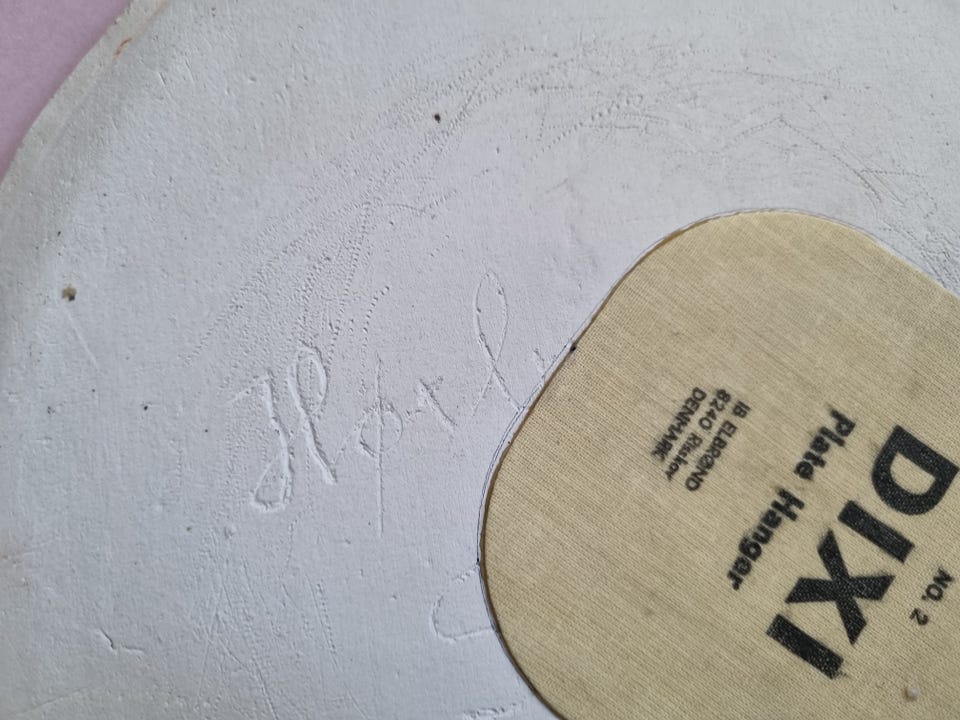 DIXI
NO. 2
Plate Hanger
IB ELBRØND
8240 Risskov
DENMARK